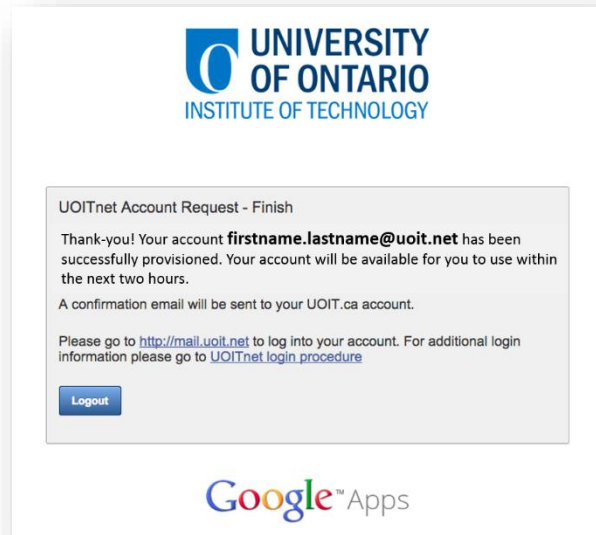 UNIVERSITY
OF ONTARIO
INSTITUTE OF TECHNOLOGY
UOITnet Account Request - Finish
Thank-you! Your account firstname.lastname@uoit.net has been
successfully provisioned. Your account will be available for you to use within
the next two hours.
A confirmation email will be sent to your UOIT.ca account.
Please go to http://mail.uoit.net to log into your account. For additional login
information please go to UOITnet login procedure
Logout
Google™ Apps